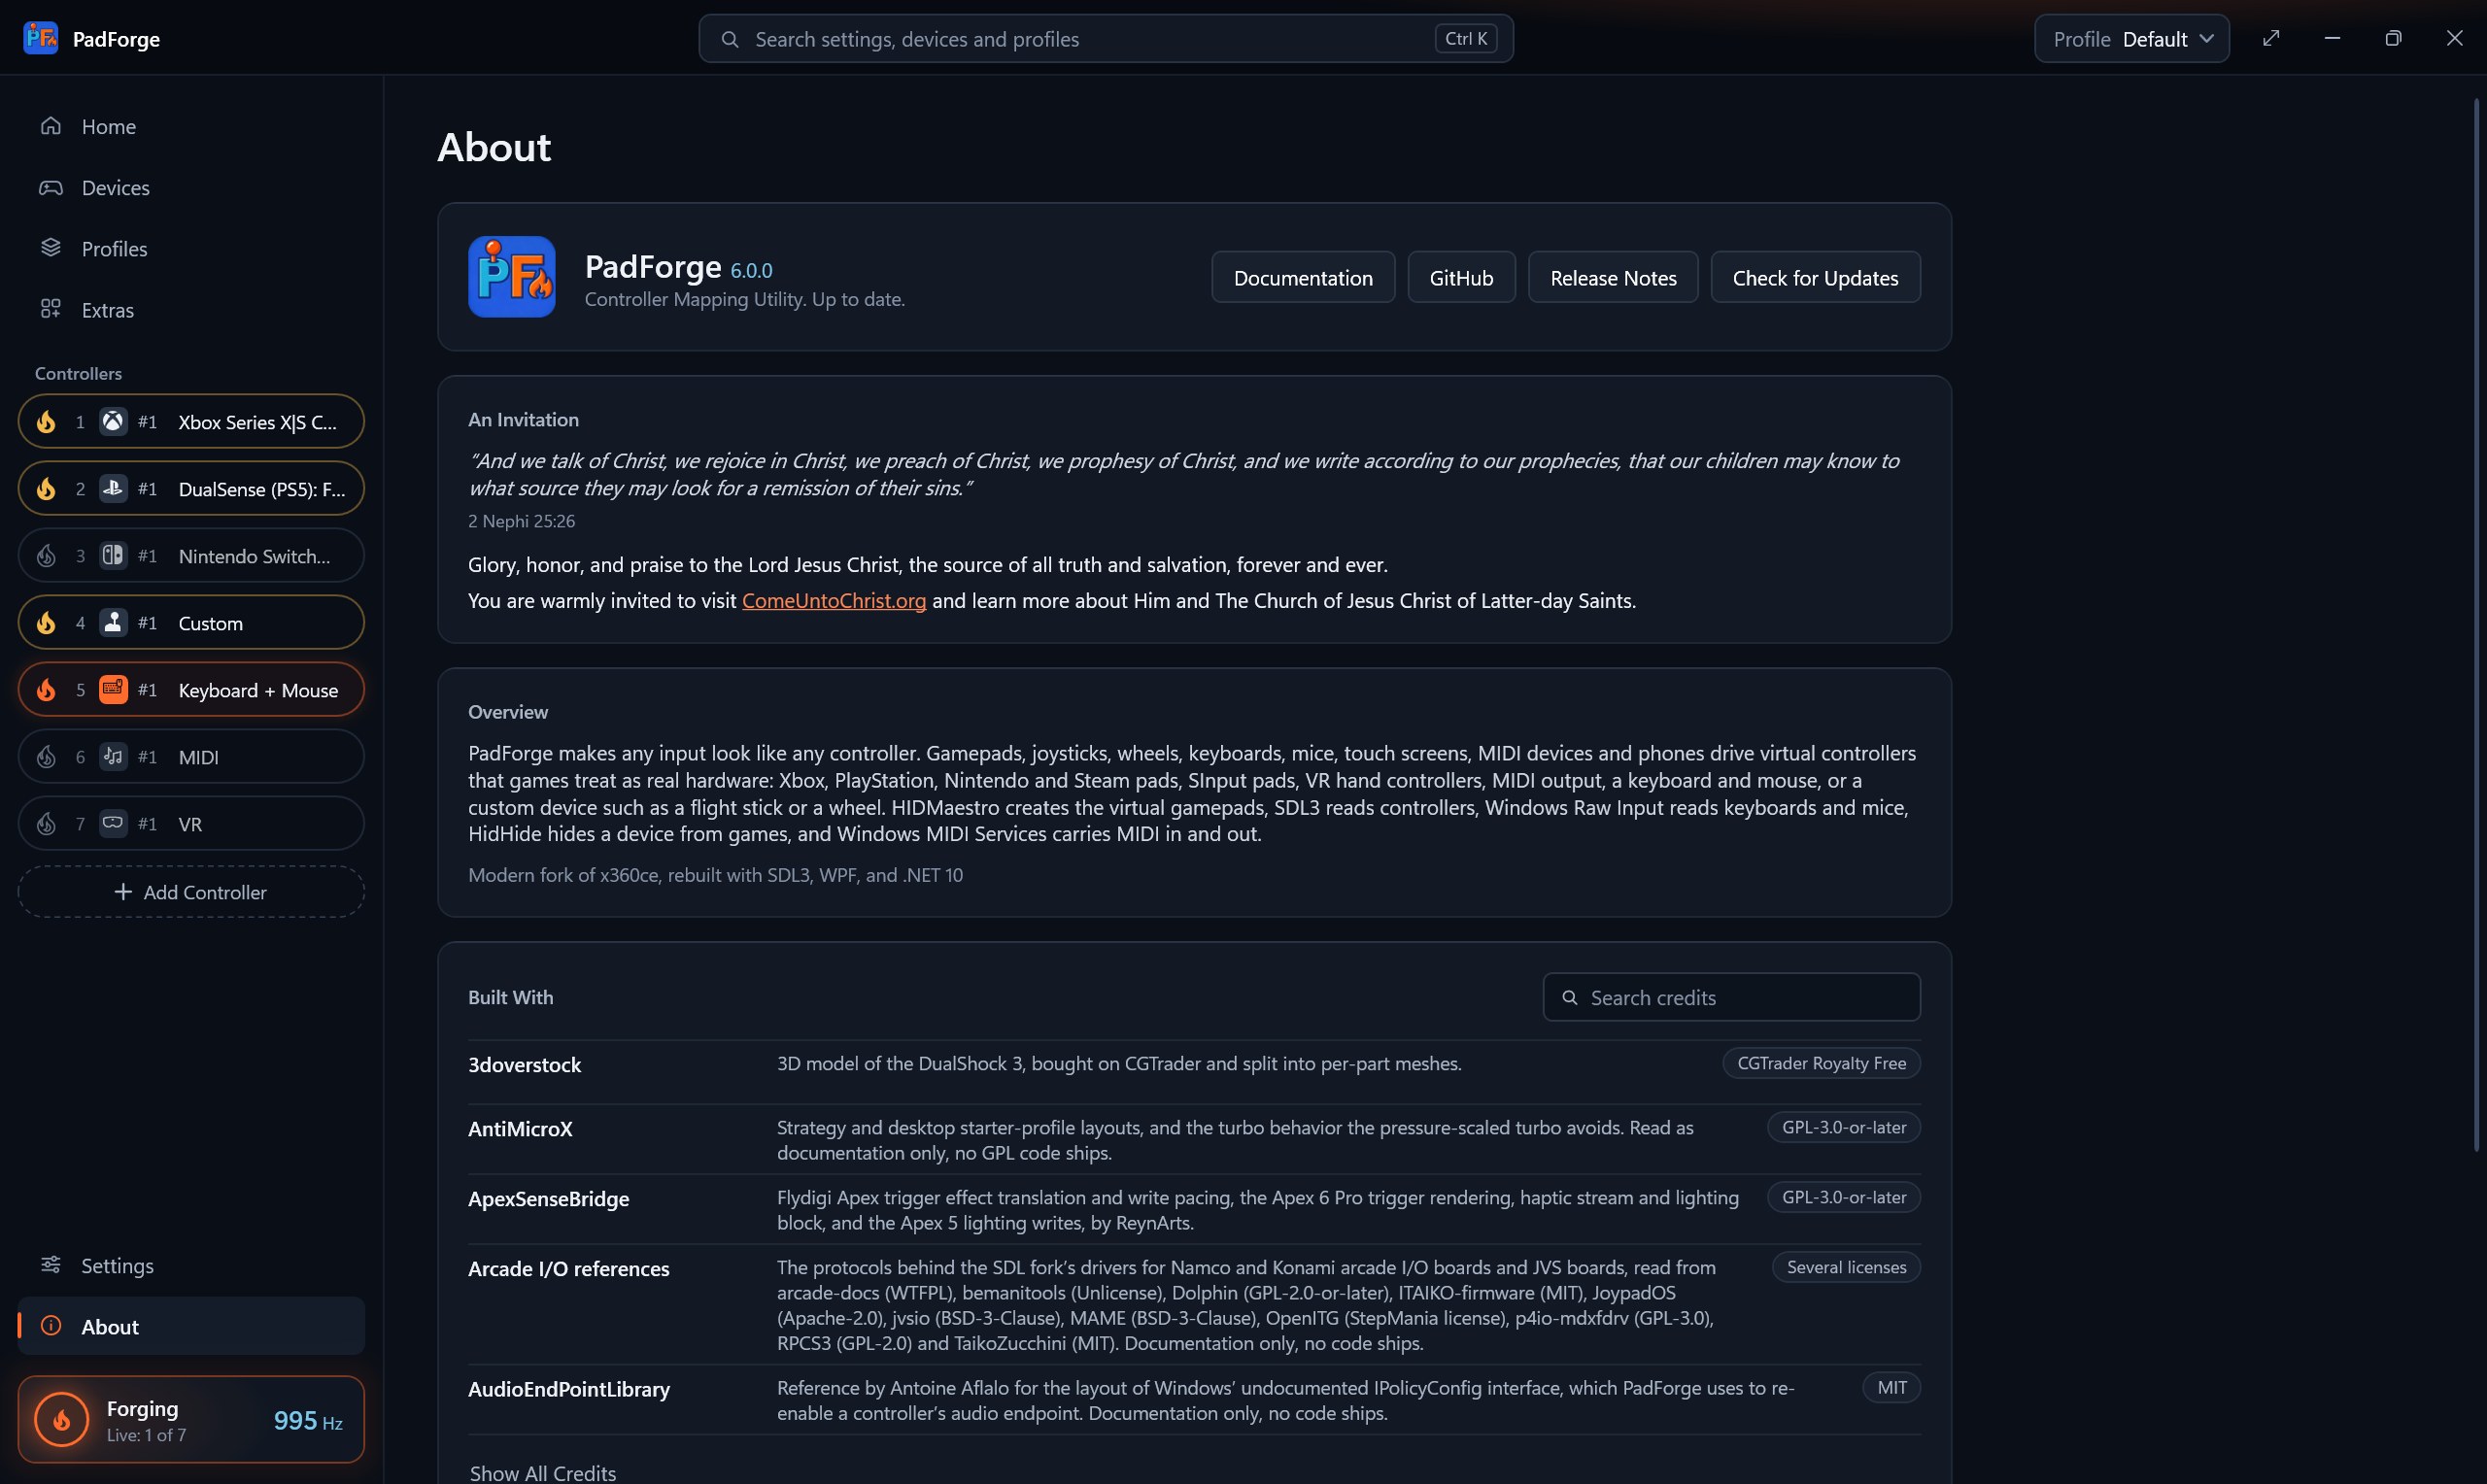 PadForge
Search settings, devices and profiles
Ctrl K
Profile Default
Home
Devices
Profiles
Extras
Controllers
1 #1 Xbox Series X|S C...
2 #1 DualSense (PS5): F...
3 #1 Nintendo Switch...
4 #1 Custom
5 #1 Keyboard + Mouse
6 #1 MIDI
7 #1 VR
+ Add Controller
Settings
About
Forging
Live: 1 of 7
995 Hz
About
PF
PadForge 6.0.0
Controller Mapping Utility. Up to date.
Documentation
GitHub
Release Notes
Check for Updates
An Invitation
“And we talk of Christ, we rejoice in Christ, we preach of Christ, we prophesy of Christ, and we write according to our prophecies, that our children may know to
what source they may look for a remission of their sins.”
2 Nephi 25:26
Glory, honor, and praise to the Lord Jesus Christ, the source of all truth and salvation, forever and ever.
You are warmly invited to visit ComeUntoChrist.org and learn more about Him and The Church of Jesus Christ of Latter-day Saints.
Overview
PadForge makes any input look like any controller. Gamepads, joysticks, wheels, keyboards, mice, touch screens, MIDI devices and phones drive virtual controllers
that games treat as real hardware: Xbox, PlayStation, Nintendo and Steam pads, SInput pads, VR hand controllers, MIDI output, a keyboard and mouse, or a
custom device such as a flight stick or a wheel. HIDMaestro creates the virtual gamepads, SDL3 reads controllers, Windows Raw Input reads keyboards and mice,
HidHide hides a device from games, and Windows MIDI Services carries MIDI in and out.
Modern fork of x360ce, rebuilt with SDL3, WPF, and .NET 10
Built With
Search credits
3doverstock
3D model of the DualShock 3, bought on CGTrader and split into per-part meshes.
CGTrader Royalty Free
AntiMicroX
Strategy and desktop starter-profile layouts, and the turbo behavior the pressure-scaled turbo avoids. Read as
documentation only, no GPL code ships.
GPL-3.0-or-later
ApexSenseBridge
Flydigi Apex trigger effect translation and write pacing, the Apex 6 Pro trigger rendering, haptic stream and lighting
block, and the Apex 5 lighting writes, by ReynArts.
GPL-3.0-or-later
Arcade I/O references
The protocols behind the SDL fork’s drivers for Namco and Konami arcade I/O boards and JVS boards, read from
arcade-docs (WTFPL), bemanitools (Unlicense), Dolphin (GPL-2.0-or-later), ITAIKO-firmware (MIT), JoypadOS
(Apache-2.0), jvsio (BSD-3-Clause), MAME (BSD-3-Clause), OpenITG (StepMania license), p4io-mdxfdrv (GPL-3.0),
RPCS3 (GPL-2.0) and TaikoZucchini (MIT). Documentation only, no code ships.
Several licenses
AudioEndPointLibrary
Reference by Antoine Aflalo for the layout of Windows’ undocumented IPolicyConfig interface, which PadForge uses to re-
enable a controller’s audio endpoint. Documentation only, no code ships.
MIT
Show All Credits